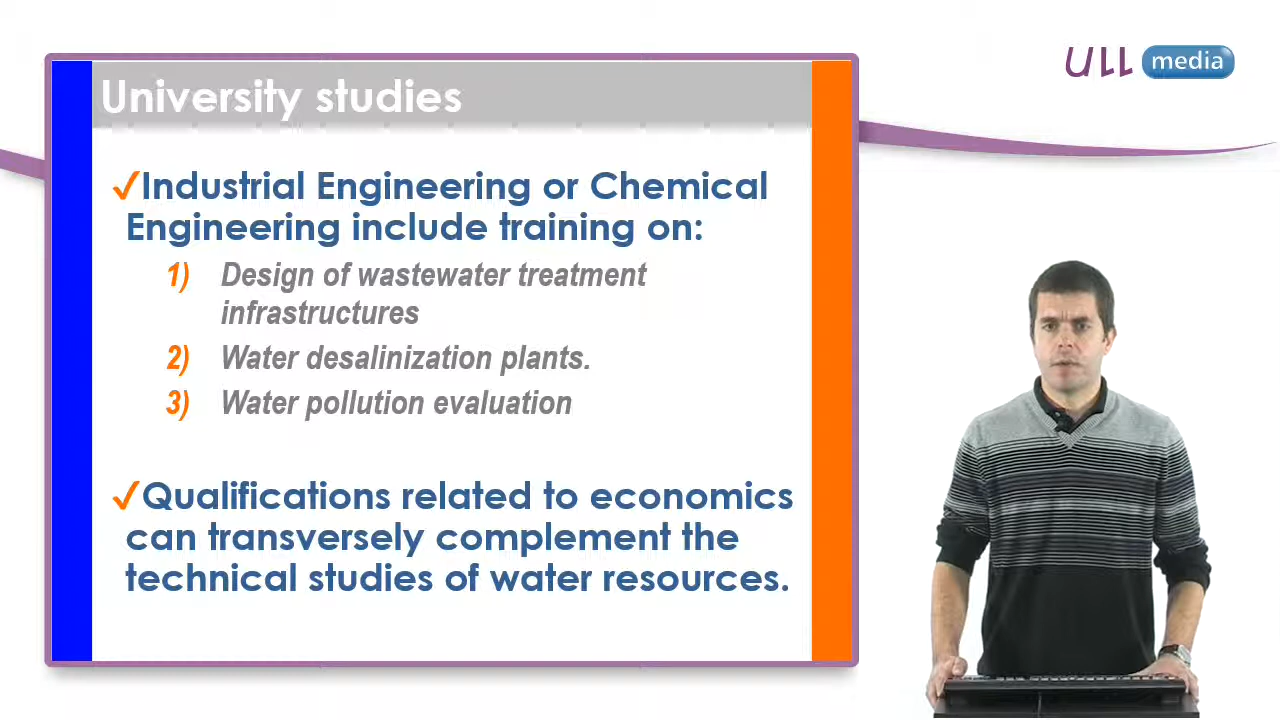 ULL media
University studies
✓Industrial Engineering or Chemical
Engineering include training on:
1) Design of wastewater treatment
infrastructures
2) Water desalinization plants.
3) Water pollution evaluation
✓Qualifications related to economics
can transversely complement the
technical studies of water resources.